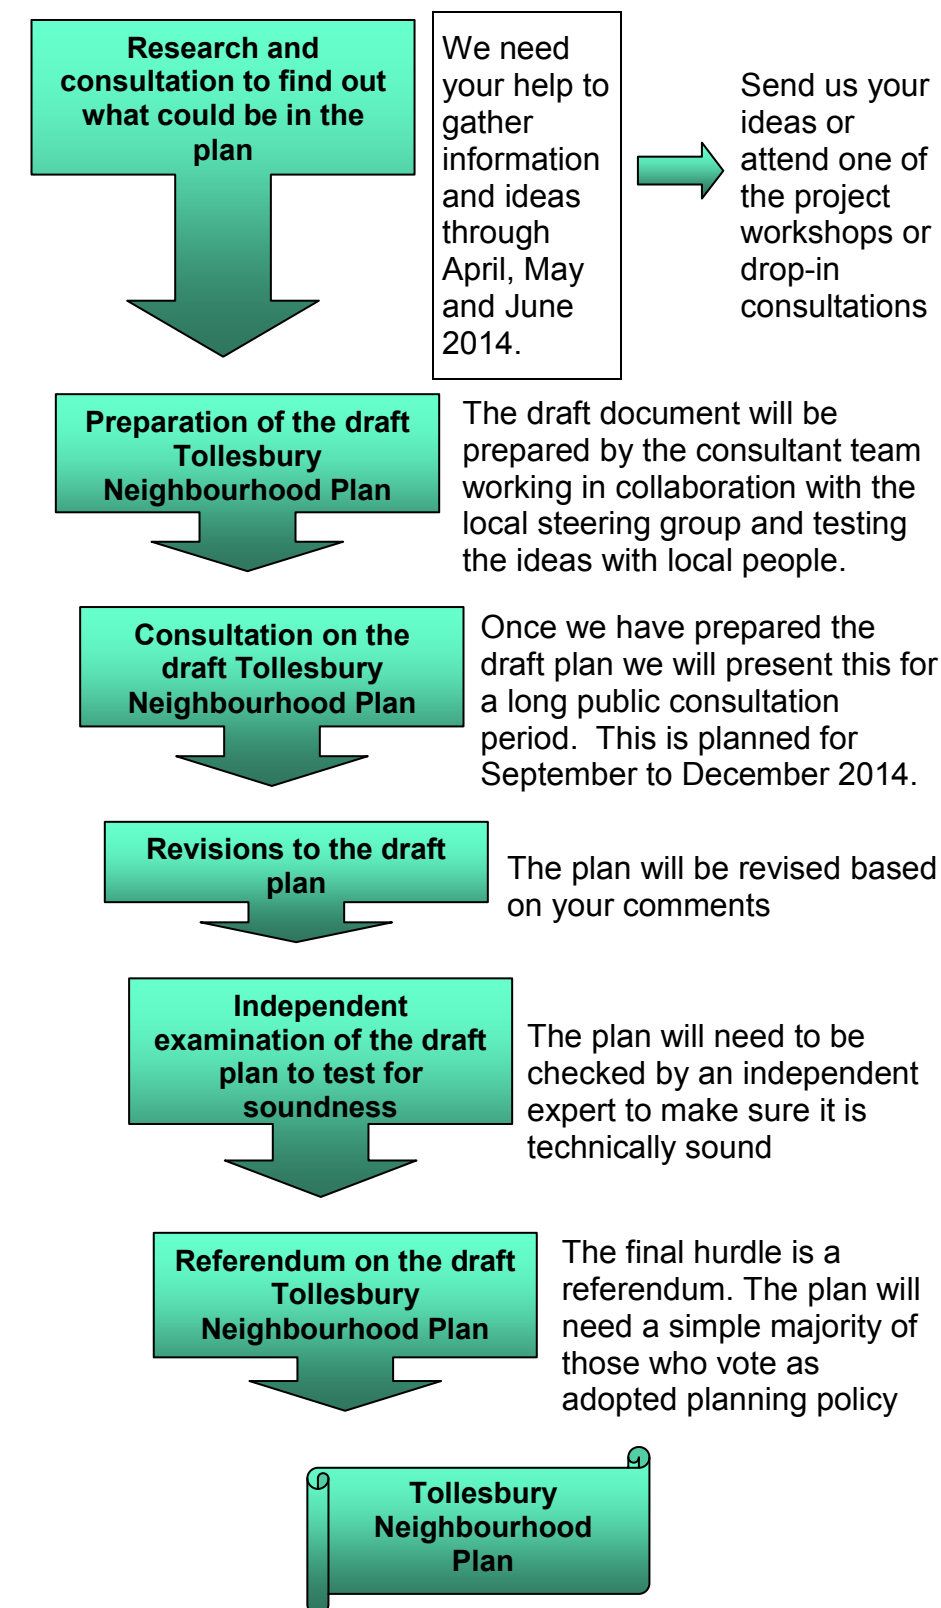 Research and
consultation to find out
what could be in the
plan
We need
your help to
gather
information
and ideas
through
April, May
and June
2014.
Send us your
ideas or
attend one of
the project
workshops or
drop-in
consultations
Preparation of the draft
Tollesbury
Neighbourhood Plan
The draft document will be
prepared by the consultant team
working in collaboration with the
local steering group and testing
the ideas with local people.
Consultation on the
draft Tollesbury
Neighbourhood Plan
Once we have prepared the
draft plan we will present this for
a long public consultation
period.  This is planned for
September to December 2014.
Revisions to the draft
plan
The plan will be revised based
on your comments
Independent
examination of the draft
plan to test for
soundness
The plan will need to be
checked by an independent
expert to make sure it is
technically sound
Referendum on the draft
Tollesbury
Neighbourhood Plan
The final hurdle is a
referendum. The plan will
need a simple majority of
those who vote as
adopted planning policy
Tollesbury
Neighbourhood
Plan